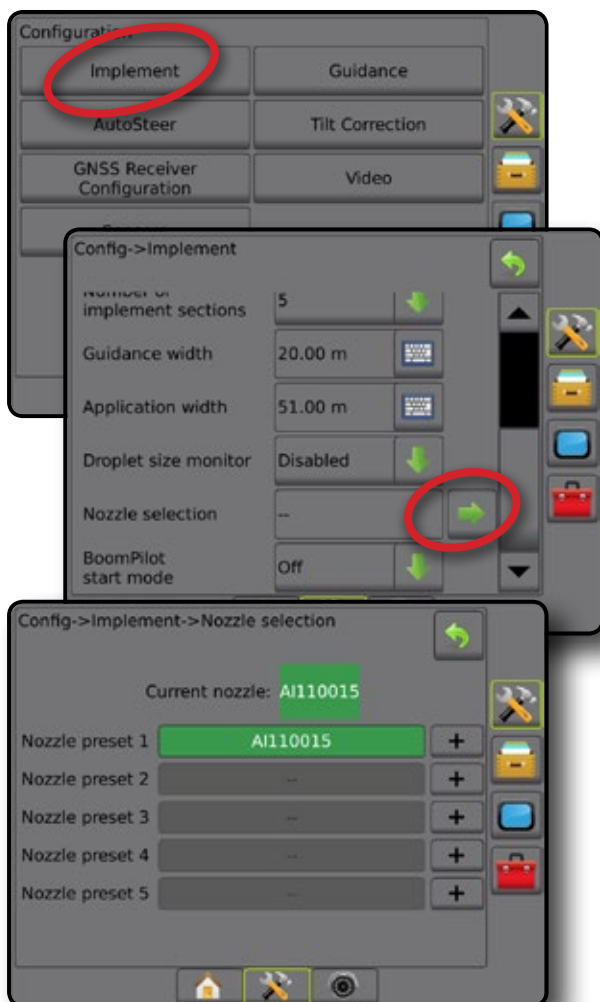 Configuration
Implement
Guidance
AutoSteer
Tilt Correction
GNSS Receiver
Configuration
Video
Config->Implement
Number of
implement sections
5
Guidance width
20.00 m
Application width
51.00 m
Droplet size monitor
Disabled
Nozzle selection
--
BoomPilot
start mode
Off
Config->Implement->Nozzle selection
Current nozzle: AI110015
Nozzle preset 1 AI110015 +
Nozzle preset 2 -- +
Nozzle preset 3 -- +
Nozzle preset 4 -- +
Nozzle preset 5 -- +